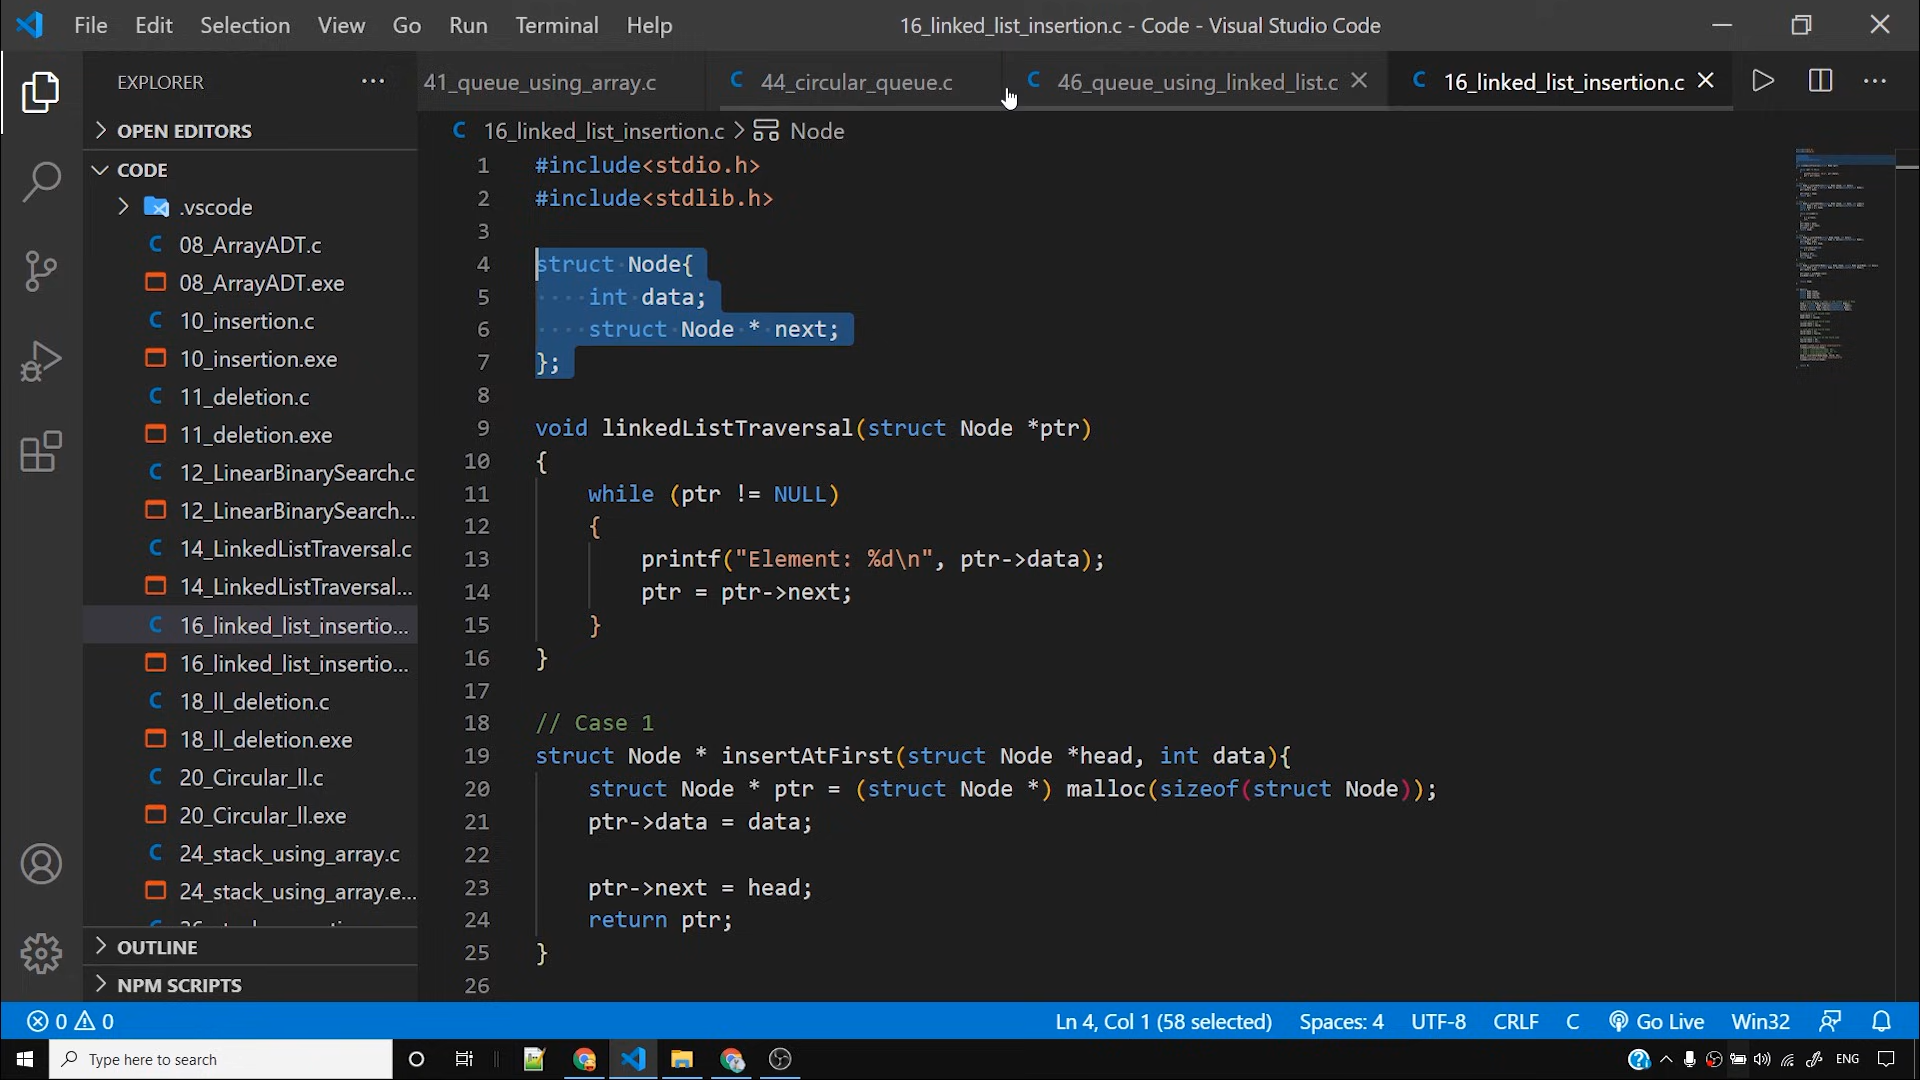 File Edit Selection View Go Run Terminal Help
16_linked_list_insertion.c - Code - Visual Studio Code
EXPLORER
41_queue_using_array.c
C 44_circular_queue.c
C 46_queue_using_linked_list.c
C 16_linked_list_insertion.c
OPEN EDITORS
CODE
.vscode
C 08_ArrayADT.c
08_ArrayADT.exe
C 10_insertion.c
10_insertion.exe
C 11_deletion.c
11_deletion.exe
C 12_LinearBinarySearch.c
12_LinearBinarySearch...
C 14_LinkedListTraversal.c
14_LinkedListTraversal...
C 16_linked_list_insertio...
16_linked_list_insertio...
C 18_ll_deletion.c
18_ll_deletion.exe
C 20_Circular_ll.c
20_Circular_ll.exe
C 24_stack_using_array.c
24_stack_using_array.e...
OUTLINE
NPM SCRIPTS
C 16_linked_list_insertion.c > Node
1 #include<stdio.h>
2 #include<stdlib.h>
3
4 struct Node{
5 int data;
6 struct Node * next;
7 };
8
9 void linkedListTraversal(struct Node *ptr)
10 {
11 while (ptr != NULL)
12 {
13 printf("Element: %d\n", ptr->data);
14 ptr = ptr->next;
15 }
16 }
17
18 // Case 1
19 struct Node * insertAtFirst(struct Node *head, int data){
20 struct Node * ptr = (struct Node *) malloc(sizeof(struct Node));
21 ptr->data = data;
22
23 ptr->next = head;
24 return ptr;
25 }
26
0 0
Ln 4, Col 1 (58 selected) Spaces: 4 UTF-8 CRLF C Go Live Win32
Type here to search
ENG